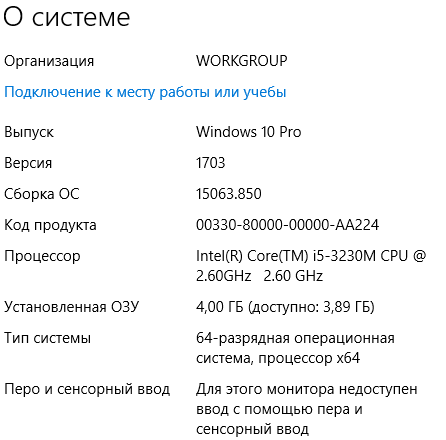 О системе
Организация WORKGROUP
Подключение к месту работы или учебы
Выпуск Windows 10 Pro
Версия 1703
Сборка ОС 15063.850
Код продукта 00330-80000-00000-AA224
Процессор Intel(R) Core(TM) i5-3230M CPU @
2.60GHz 2.60 GHz
Установленная ОЗУ 4,00 ГБ (доступно: 3,89 ГБ)
Тип системы 64-разрядная операционная
система, процессор x64
Перо и сенсорный ввод Для этого монитора недоступен
ввод с помощью пера и
сенсорный ввод